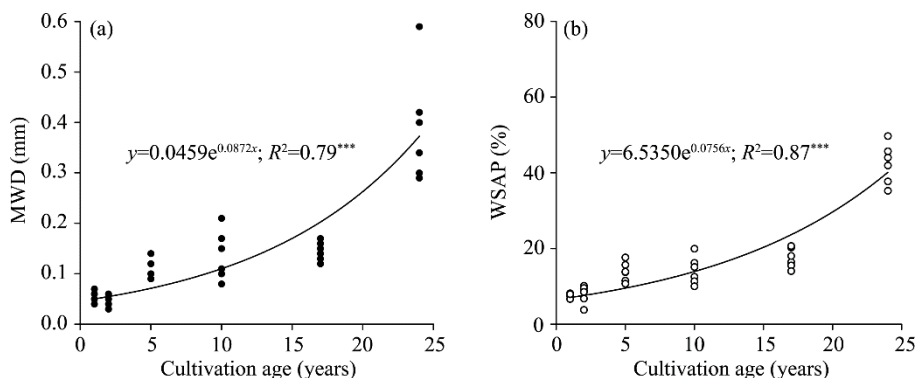 (a)
0.6
0.5
0.4
0.3
0.2
0.1
0.0
MWD (mm)
y=0.0459e^0.0872x; R²=0.79***
0 5 10 15 20 25
Cultivation age (years)
(b)
80
60
40
20
0
WSAP (%)
y=6.5350e^0.0756x; R²=0.87***
0 5 10 15 20 25
Cultivation age (years)